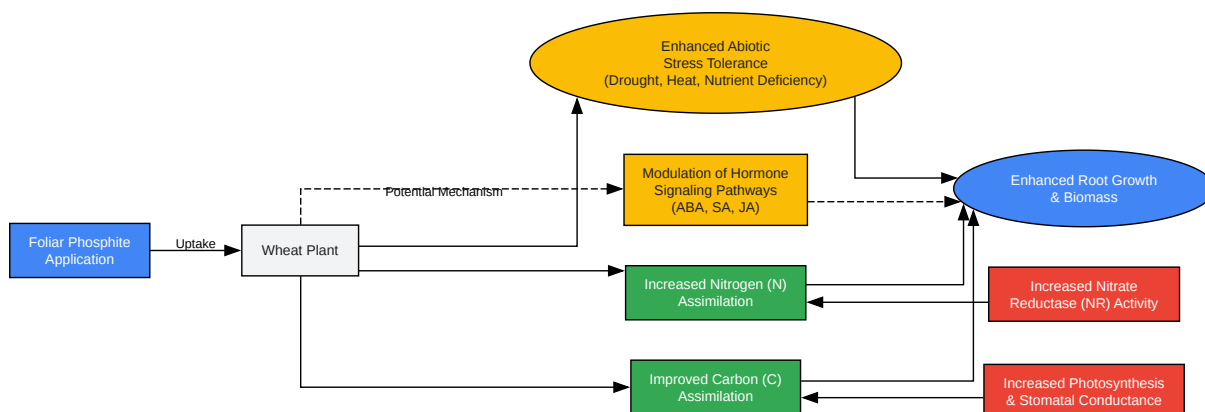 Enhanced Abiotic
Stress Tolerance
(Drought, Heat, Nutrient Deficiency)
Modulation of Hormone
Signaling Pathways
(ABA, SA, JA)
Potential Mechanism
Enhanced Root Growth
& Biomass
Foliar Phosphite
Application
Uptake
Wheat Plant
Increased Nitrogen (N)
Assimilation
Increased Nitrate
Reductase (NR) Activity
Improved Carbon (C)
Assimilation
Increased Photosynthesis
& Stomatal Conductance